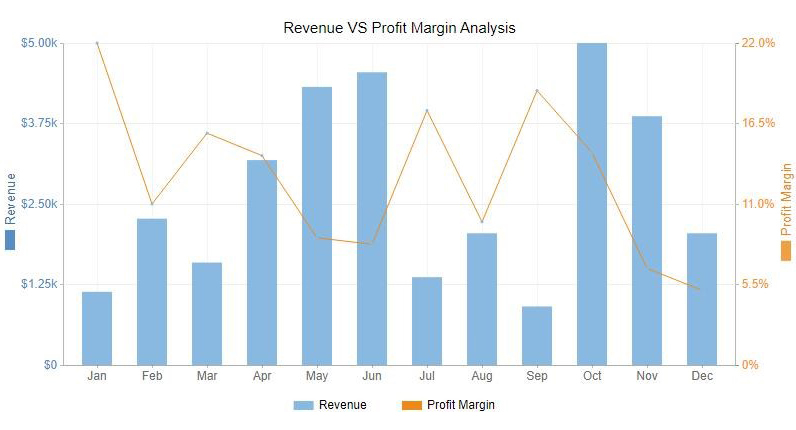 Revenue VS Profit Margin Analysis
$5.00k
$3.75k
$2.50k
$1.25k
$0
Revenue
22.0%
16.5%
11.0%
5.5%
0%
Profit Margin
Jan Feb Mar Apr May Jun Jul Aug Sep Oct Nov Dec
Revenue Profit Margin